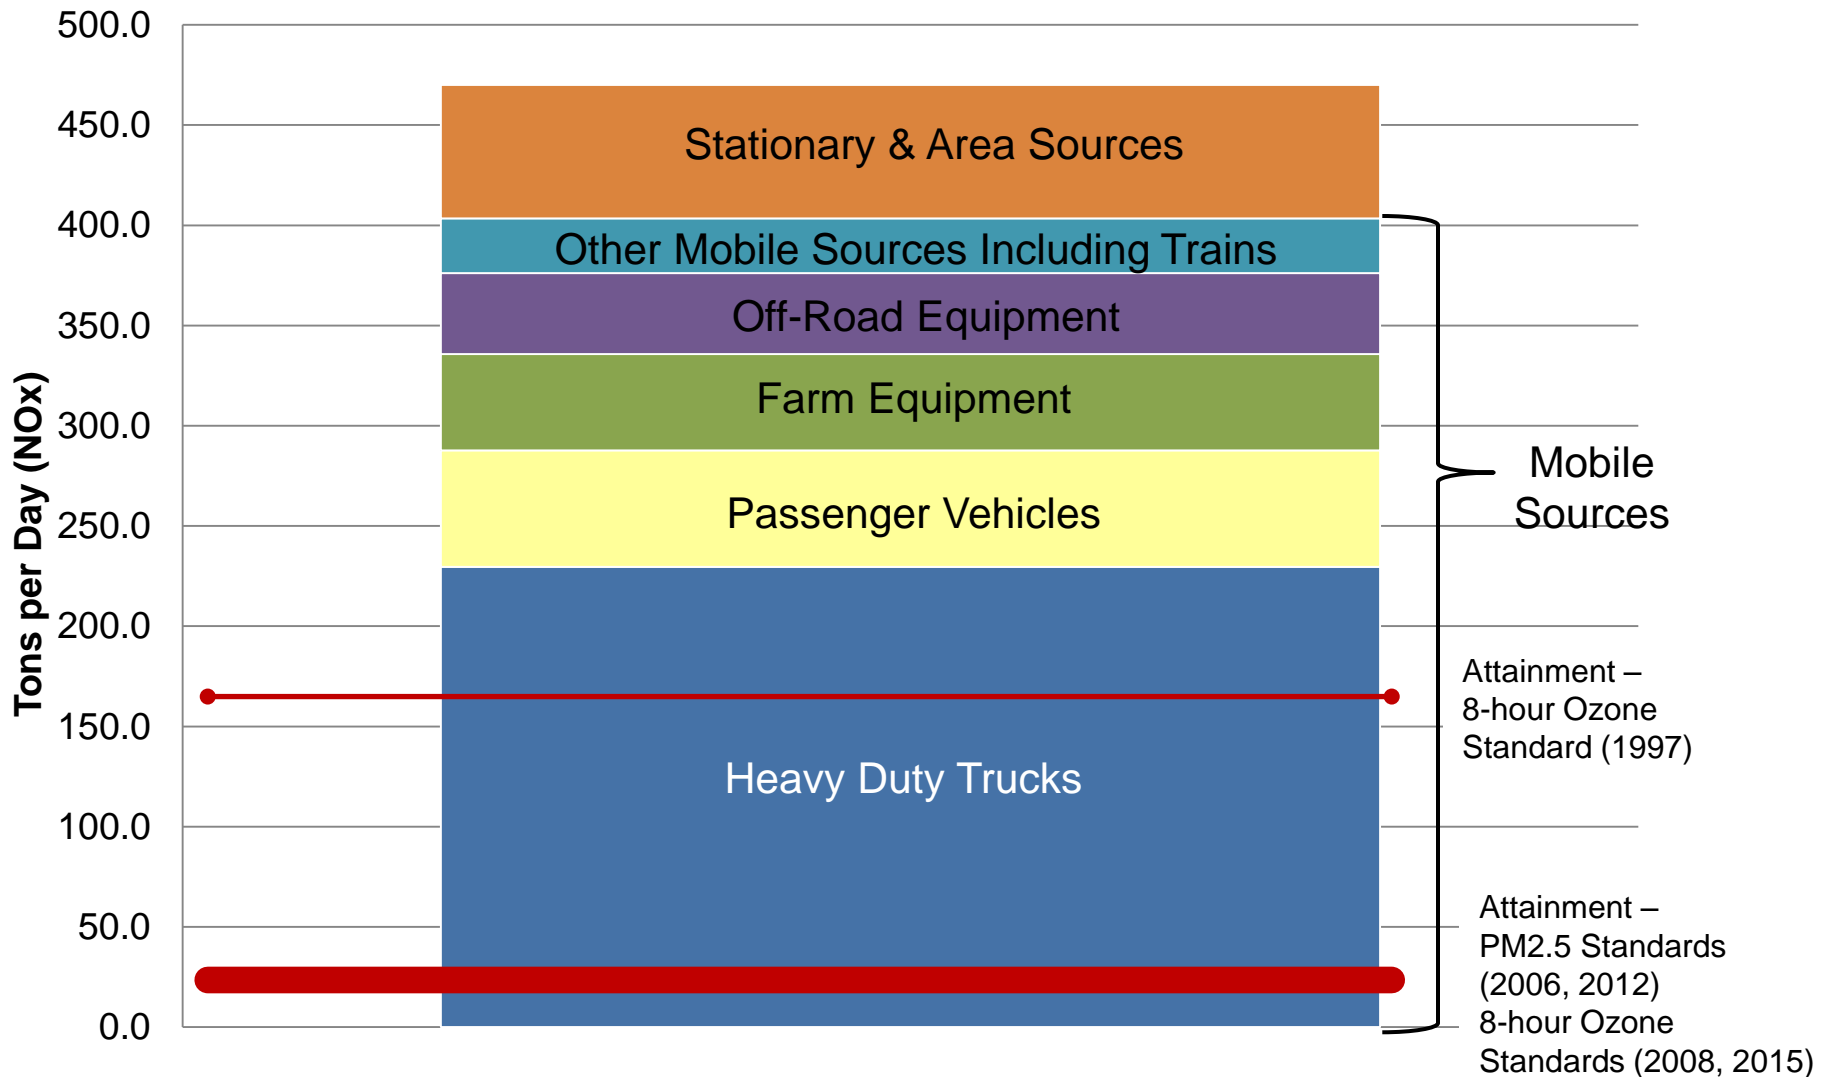 500.0
450.0
400.0
350.0
300.0
250.0
200.0
150.0
100.0
50.0
0.0
Tons per Day (NOx)
Stationary & Area Sources
Other Mobile Sources Including Trains
Off-Road Equipment
Farm Equipment
Passenger Vehicles
Heavy Duty Trucks
Mobile
Sources
Attainment –
8-hour Ozone
Standard (1997)
Attainment –
PM2.5 Standards
(2006, 2012)
8-hour Ozone
Standards (2008, 2015)